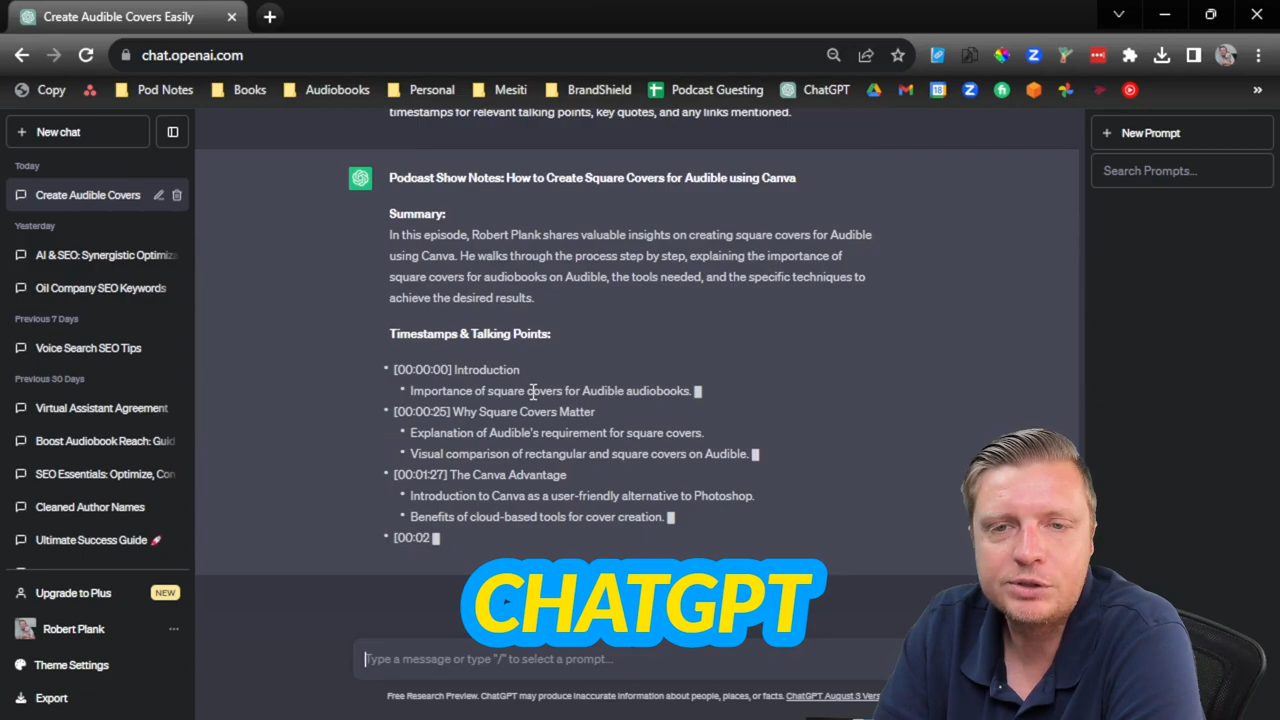 Create Audible Covers Easily
chat.openai.com
Copy
Pod Notes
Books
Audiobooks
Personal
Mesiti
BrandShield
Podcast Guesting
ChatGPT
18
»
New chat
Today
Create Audible Covers
Yesterday
AI & SEO: Synergistic Optimiza
Oil Company SEO Keywords
Previous 7 Days
Voice Search SEO Tips
Previous 30 Days
Virtual Assistant Agreement
Boost Audiobook Reach: Guid
SEO Essentials: Optimize, Con
Cleaned Author Names
Ultimate Success Guide 🚀
Upgrade to Plus NEW
Robert Plank ...
Theme Settings
Export
timestamps for relevant talking points, key quotes, and any links mentioned.
Podcast Show Notes: How to Create Square Covers for Audible using Canva
Summary:
In this episode, Robert Plank shares valuable insights on creating square covers for Audible
using Canva. He walks through the process step by step, explaining the importance of
square covers for audiobooks on Audible, the tools needed, and the specific techniques to
achieve the desired results.
Timestamps & Talking Points:
• [00:00:00] Introduction
• Importance of square covers for Audible audiobooks.
• [00:00:25] Why Square Covers Matter
• Explanation of Audible's requirement for square covers.
• Visual comparison of rectangular and square covers on Audible.
• [00:01:27] The Canva Advantage
• Introduction to Canva as a user-friendly alternative to Photoshop.
• Benefits of cloud-based tools for cover creation.
• [00:02
CHATGPT
Type a message or type "/" to select a prompt...
Free Research Preview. ChatGPT may produce inaccurate information about people, places, or facts. ChatGPT August 3 Vers
New Prompt
Search Prompts...